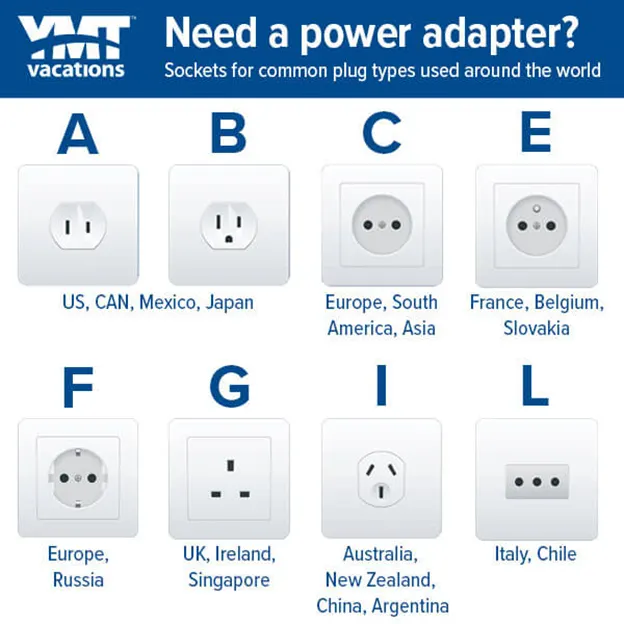 YMT™
vacations
Need a power adapter?
Sockets for common plug types used around the world
A
B
C
E
US, CAN, Mexico, Japan
Europe, South
America, Asia
France, Belgium,
Slovakia
F
G
I
L
Europe,
Russia
UK, Ireland,
Singapore
Australia,
New Zealand,
China, Argentina
Italy, Chile